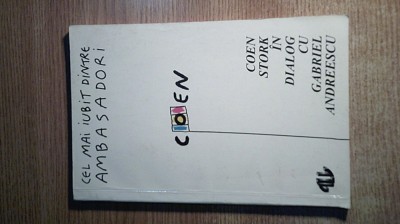 CEL MAI IUBIT DINTRE
AMBASADORI
COEN
COEN
STORK
ÎN
DIALOG
CU
GABRIEL
ANDREESCU